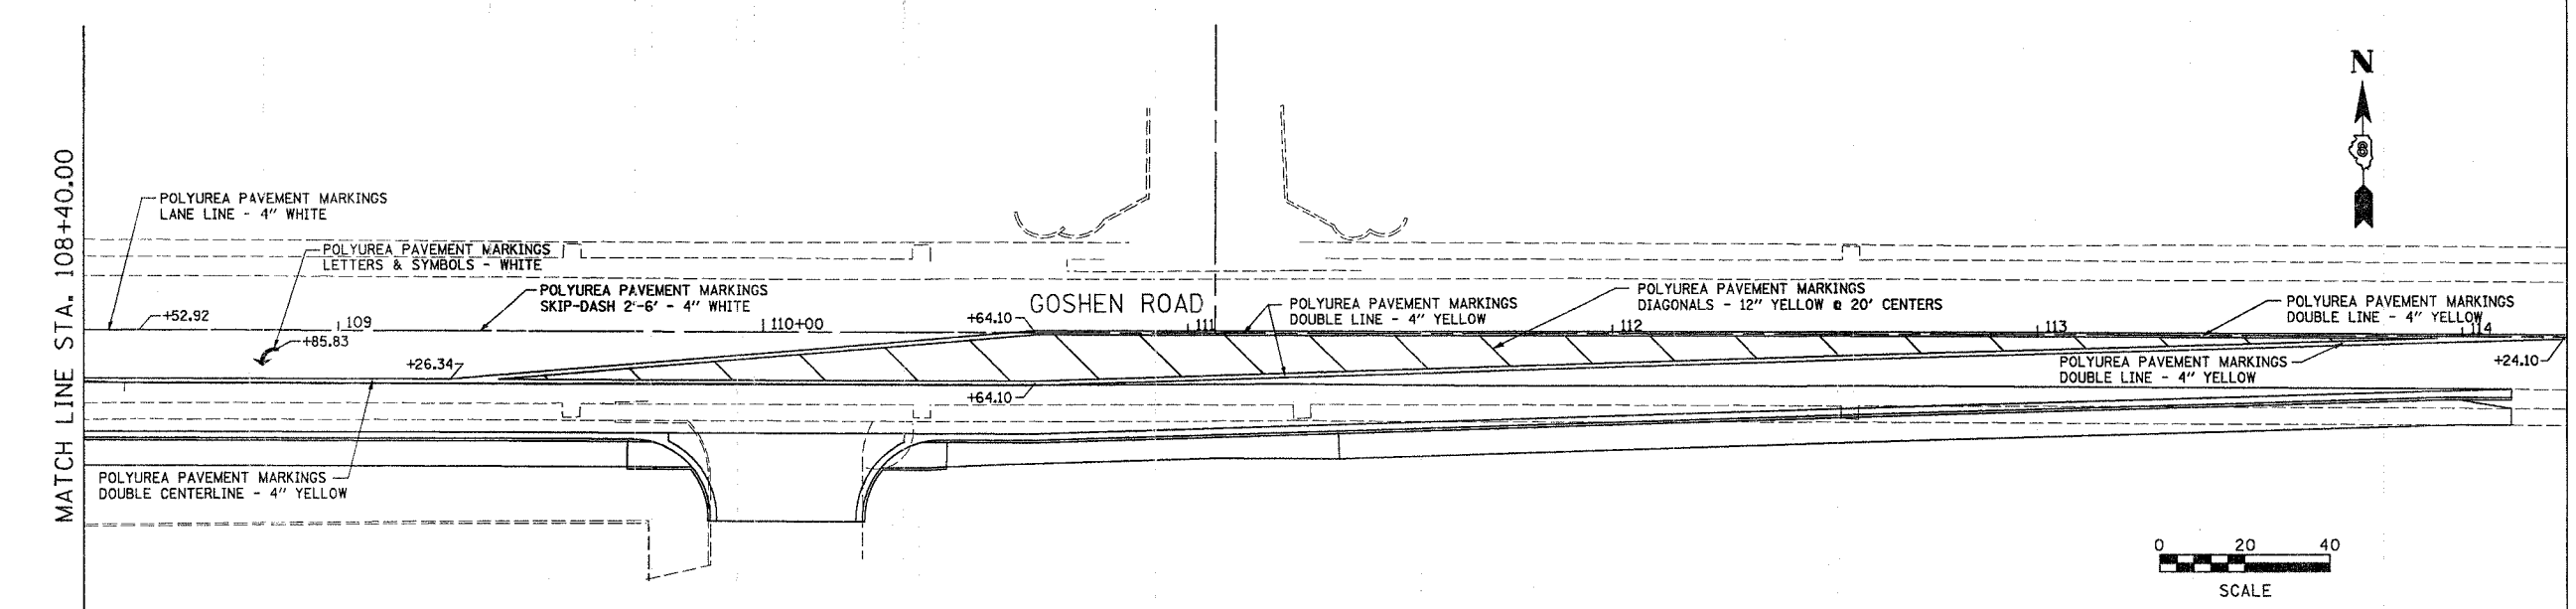 N
MATCH LINE STA. 108+40.00
POLYUREA PAVEMENT MARKINGS
LANE LINE - 4" WHITE
POLYUREA PAVEMENT MARKINGS
LETTERS & SYMBOLS - WHITE
POLYUREA PAVEMENT MARKINGS
SKIP-DASH 2'-6' - 4" WHITE
GOSHEN ROAD
POLYUREA PAVEMENT MARKINGS
DOUBLE LINE - 4" YELLOW
POLYUREA PAVEMENT MARKINGS
DIAGONALS - 12" YELLOW @ 20' CENTERS
POLYUREA PAVEMENT MARKINGS
DOUBLE LINE - 4" YELLOW
+52.92
109
110+00
+64.10
111
112
113
114
+85.83
+26.34
+64.10
POLYUREA PAVEMENT MARKINGS
DOUBLE LINE - 4" YELLOW
+24.10
POLYUREA PAVEMENT MARKINGS
DOUBLE CENTERLINE - 4" YELLOW
0 20 40
SCALE